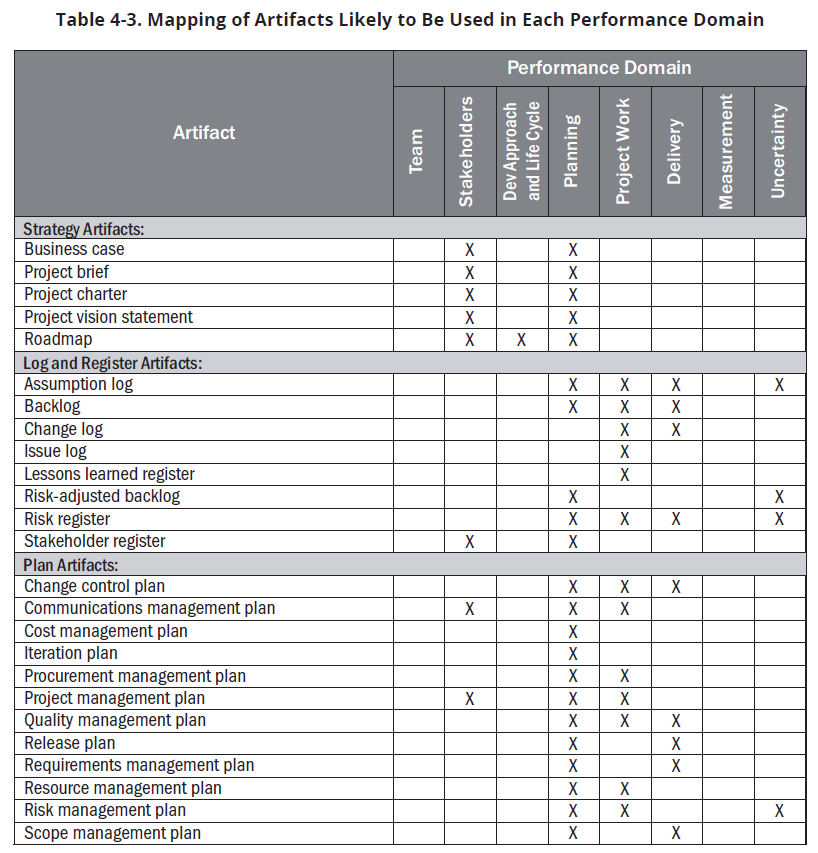 Table 4-3. Mapping of Artifacts Likely to Be Used in Each Performance Domain
Artifact
Performance Domain
Team
Stakeholders
Dev Approach
and Life Cycle
Planning
Project Work
Delivery
Measurement
Uncertainty
Strategy Artifacts:
Business case X X
Project brief X X
Project charter X X
Project vision statement X X
Roadmap X X X
Log and Register Artifacts:
Assumption log X X X X
Backlog X X X
Change log X X
Issue log X
Lessons learned register X
Risk-adjusted backlog X X
Risk register X X X X
Stakeholder register X X
Plan Artifacts:
Change control plan X X X
Communications management plan X X X
Cost management plan X
Iteration plan X
Procurement management plan X X
Project management plan X X X
Quality management plan X X X
Release plan X X
Requirements management plan X X
Resource management plan X X
Risk management plan X X X
Scope management plan X X